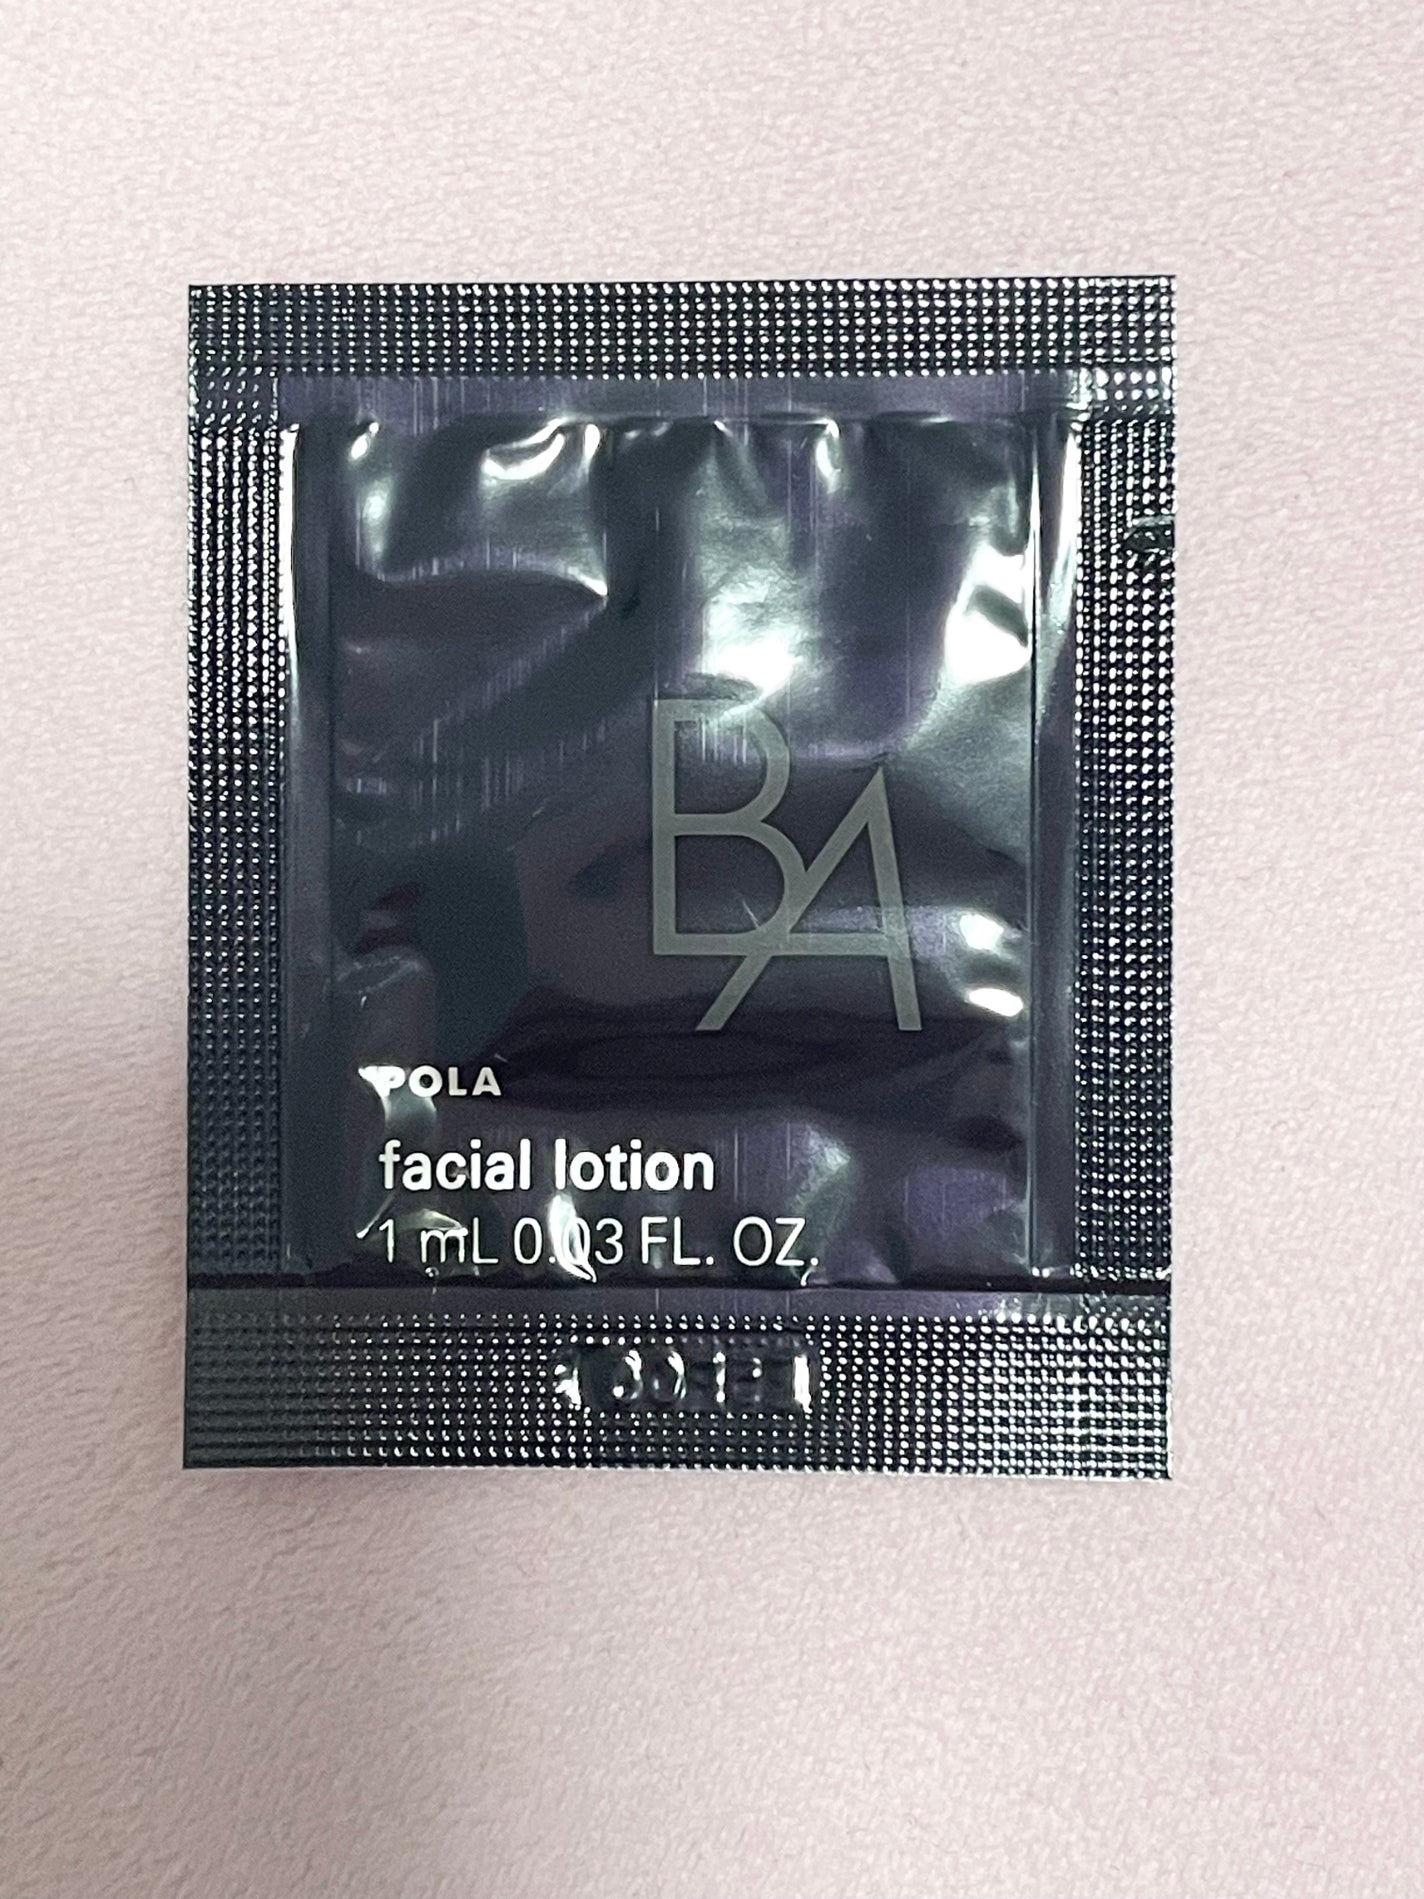 BA
POLA
facial lotion
1 mL 0.03 FL. OZ.